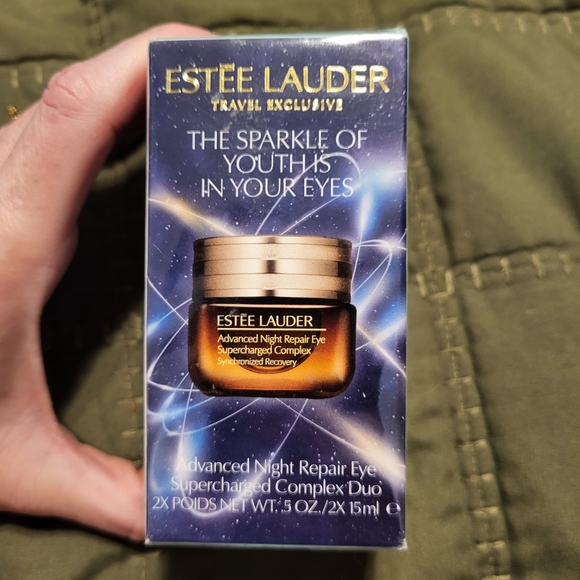 ESTĒE LAUDER
TRAVEL EXCLUSIVE
THE SPARKLE OF
YOUTH IS
IN YOUR EYES
ESTĒE LAUDER
Advanced Night Repair Eye
Supercharged Complex
Synchronized Recovery
Advanced Night Repair Eye
Supercharged Complex Duo
2X POIDS NET WT. .5 OZ./2X 15ml ℮